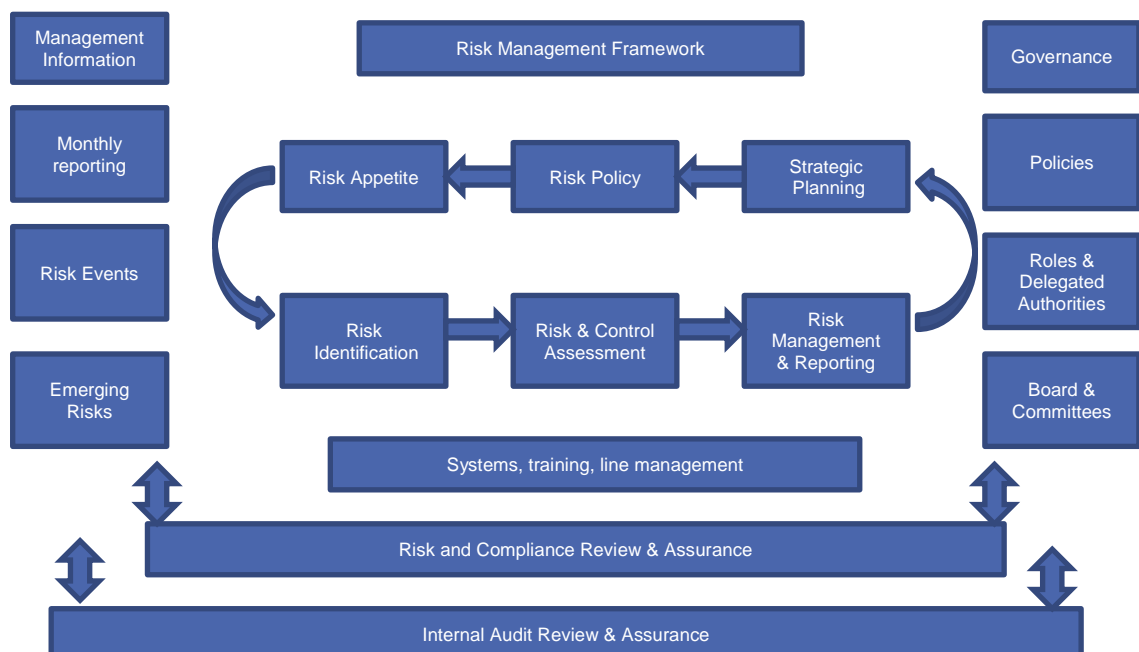 Management
Information
Risk Management Framework
Governance
Monthly
reporting
Risk Appetite
Risk Policy
Strategic
Planning
Policies
Risk Events
Roles &
Delegated
Authorities
Risk
Identification
Risk & Control
Assessment
Risk
Management
& Reporting
Emerging
Risks
Board &
Committees
Systems, training, line management
Risk and Compliance Review & Assurance
Internal Audit Review & Assurance